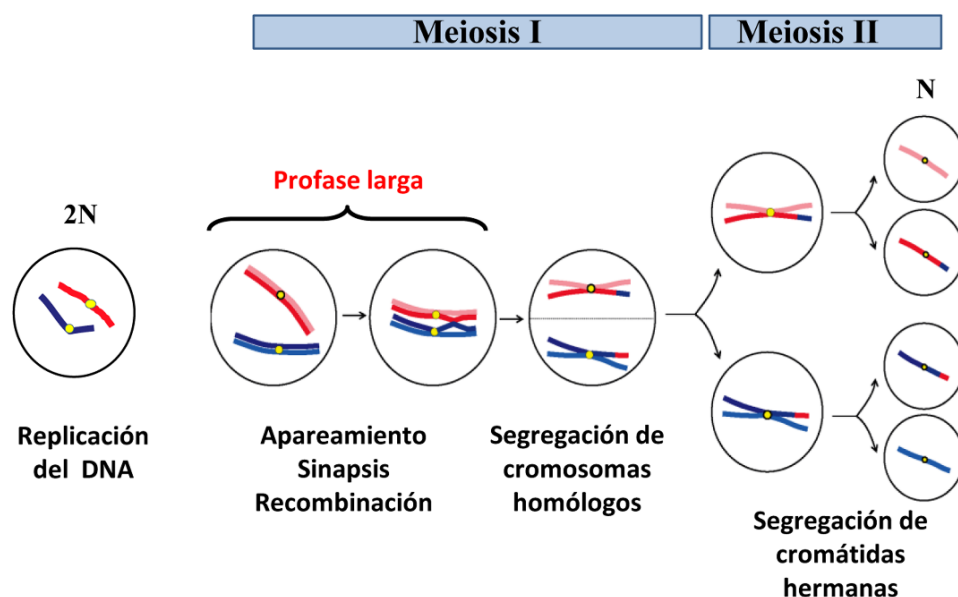 Meiosis I
Meiosis II
N
Profase larga
2N
Replicación
del DNA
Apareamiento
Sinapsis
Recombinación
Segregación de
cromosomas
homólogos
Segregación de
cromátidas
hermanas